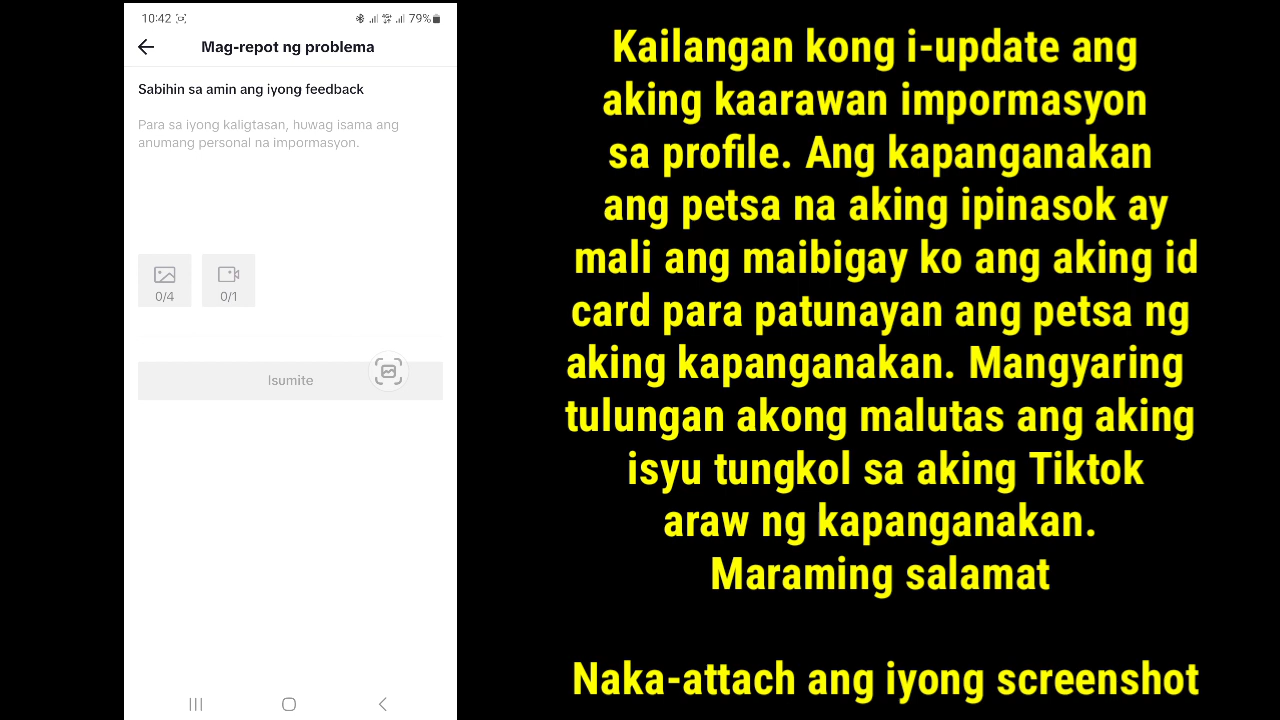 10:42
79%
Mag-repot ng problema
Sabihin sa amin ang iyong feedback
Para sa iyong kaligtasan, huwag isama ang
anumang personal na impormasyon.
0/4
0/1
Isumite
Kailangan kong i-update ang
aking kaarawan impormasyon
sa profile. Ang kapanganakan
ang petsa na aking ipinasok ay
mali ang maibigay ko ang aking id
card para patunayan ang petsa ng
aking kapanganakan. Mangyaring
tulungan akong malutas ang aking
isyu tungkol sa aking Tiktok
araw ng kapanganakan.
Maraming salamat
Naka-attach ang iyong screenshot